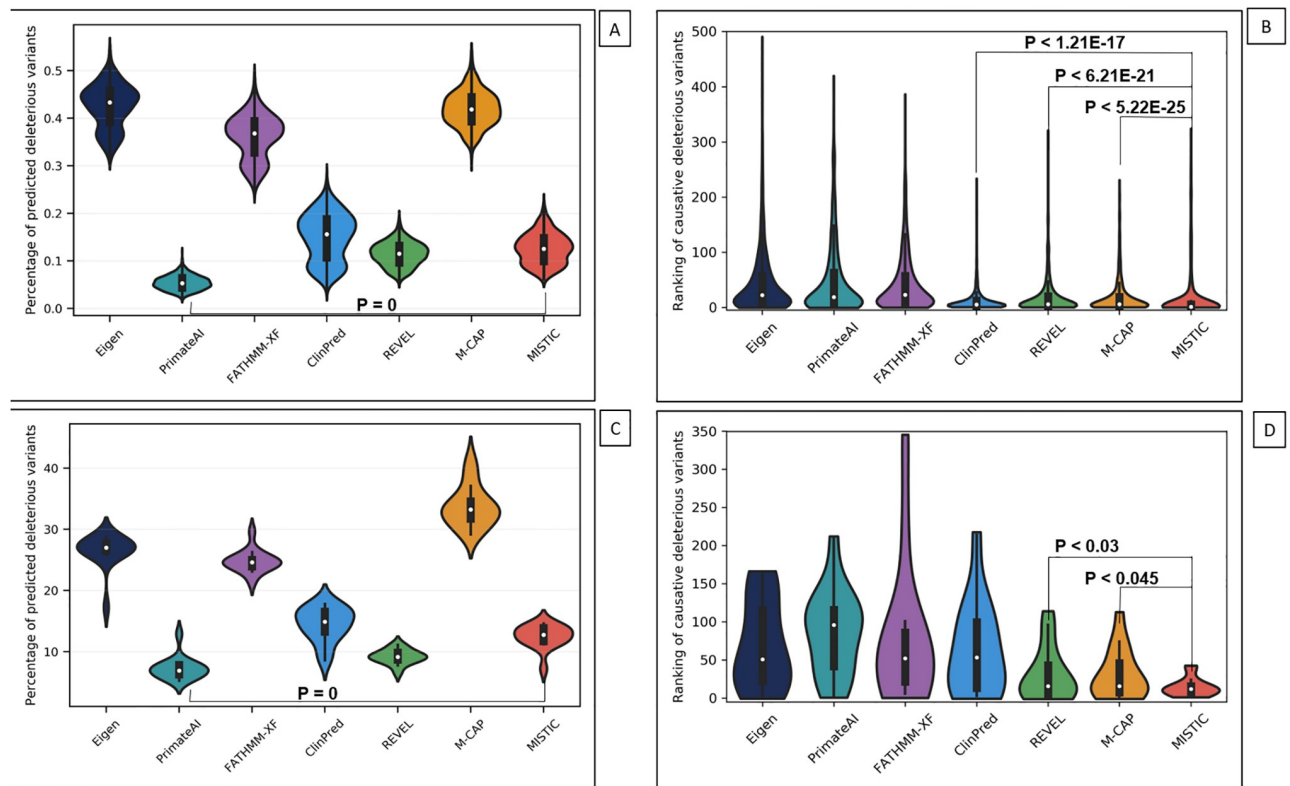 A
Percentage of predicted deleterious variants
0.5
0.4
0.3
0.2
0.1
0.0
P = 0
Eigen
PrimateAI
FATHMM-XF
ClinPred
REVEL
M-CAP
MISTIC
B
Ranking of causative deleterious variants
500
400
300
200
100
0
P < 1.21E-17
P < 6.21E-21
P < 5.22E-25
Eigen
PrimateAI
FATHMM-XF
ClinPred
REVEL
M-CAP
MISTIC
C
Percentage of predicted deleterious variants
40
30
20
10
P = 0
Eigen
PrimateAI
FATHMM-XF
ClinPred
REVEL
M-CAP
MISTIC
D
Ranking of causative deleterious variants
350
300
250
200
150
100
50
0
P < 0.03
P < 0.045
Eigen
PrimateAI
FATHMM-XF
ClinPred
REVEL
M-CAP
MISTIC